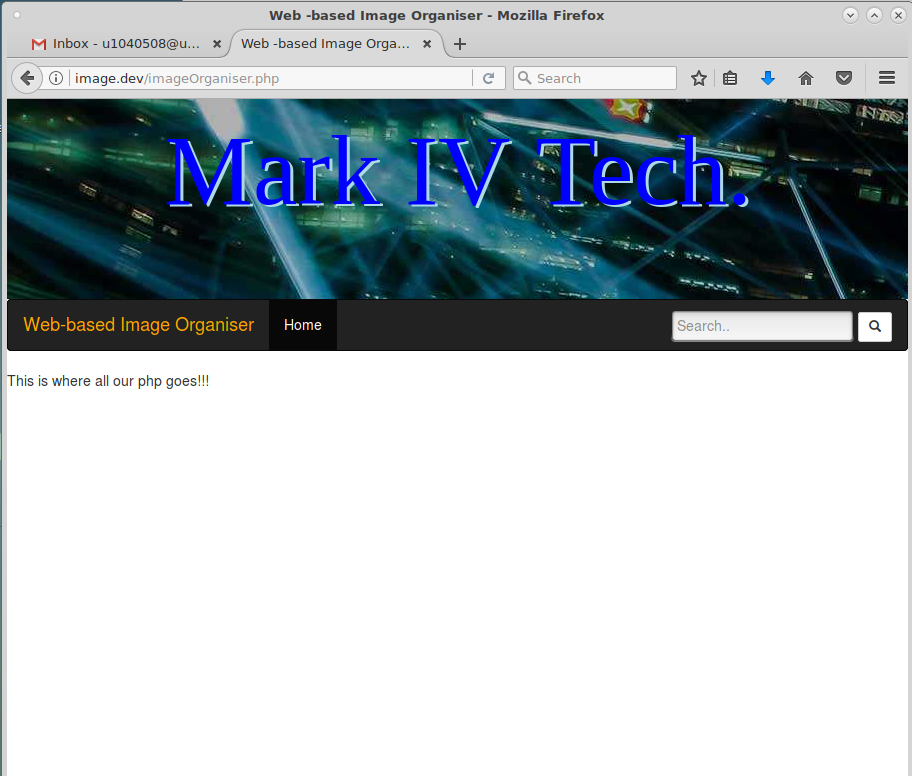 Web -based Image Organiser - Mozilla Firefox
Inbox - u1040508@u...
Web -based Image Orga...
image.dev/imageOrganiser.php
Search
Mark IV Tech.
Web-based Image Organiser
Home
Search..
This is where all our php goes!!!